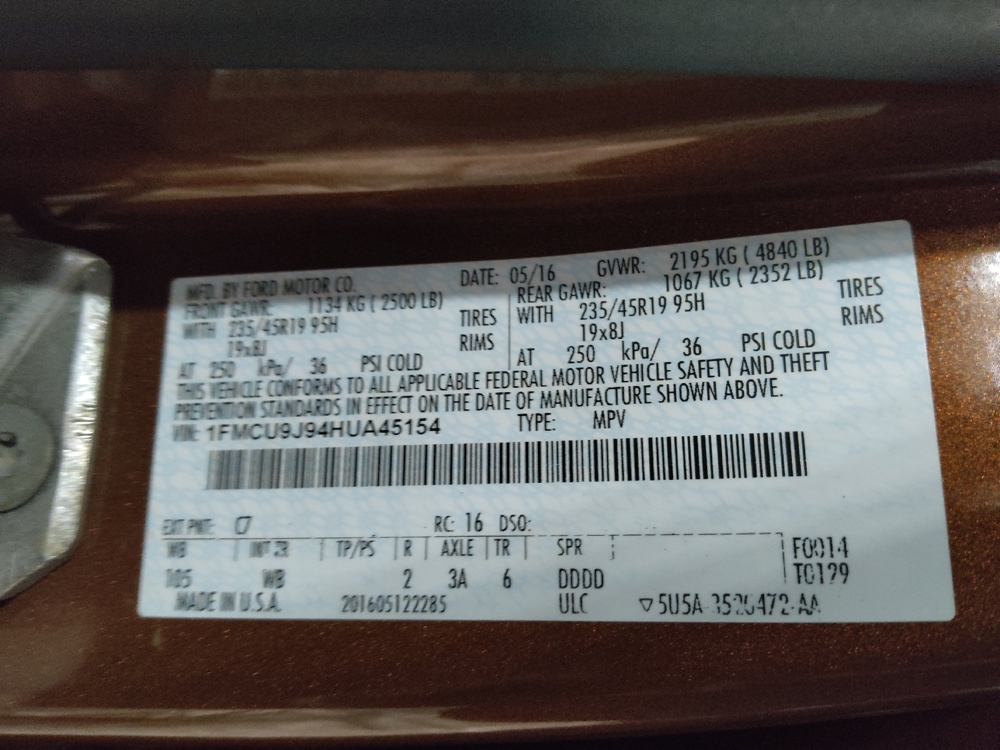 MFD. BY FORD MOTOR CO. DATE: 05/16 GVWR: 2195 KG ( 4840 LB)
FRONT GAWR: 1134 KG ( 2500 LB) REAR GAWR: 1067 KG ( 2352 LB)
WITH 235/45R19 95H TIRES WITH 235/45R19 95H TIRES
19x8J RIMS 19x8J RIMS
AT 250 kPa/ 36 PSI COLD AT 250 kPa/ 36 PSI COLD
THIS VEHICLE CONFORMS TO ALL APPLICABLE FEDERAL MOTOR VEHICLE SAFETY AND THEFT
PREVENTION STANDARDS IN EFFECT ON THE DATE OF MANUFACTURE SHOWN ABOVE.
VIN: 1FMCU9J94HUA45154 TYPE: MPV
EXT PNT: C7 RC: 16 DSO:
WB INT TR TP/PS R AXLE TR SPR F0014
105 WB 2 3A 6 DDDD T0129
MADE IN U.S.A. 201605122285 ULC ▽5U5A-3520472-AA